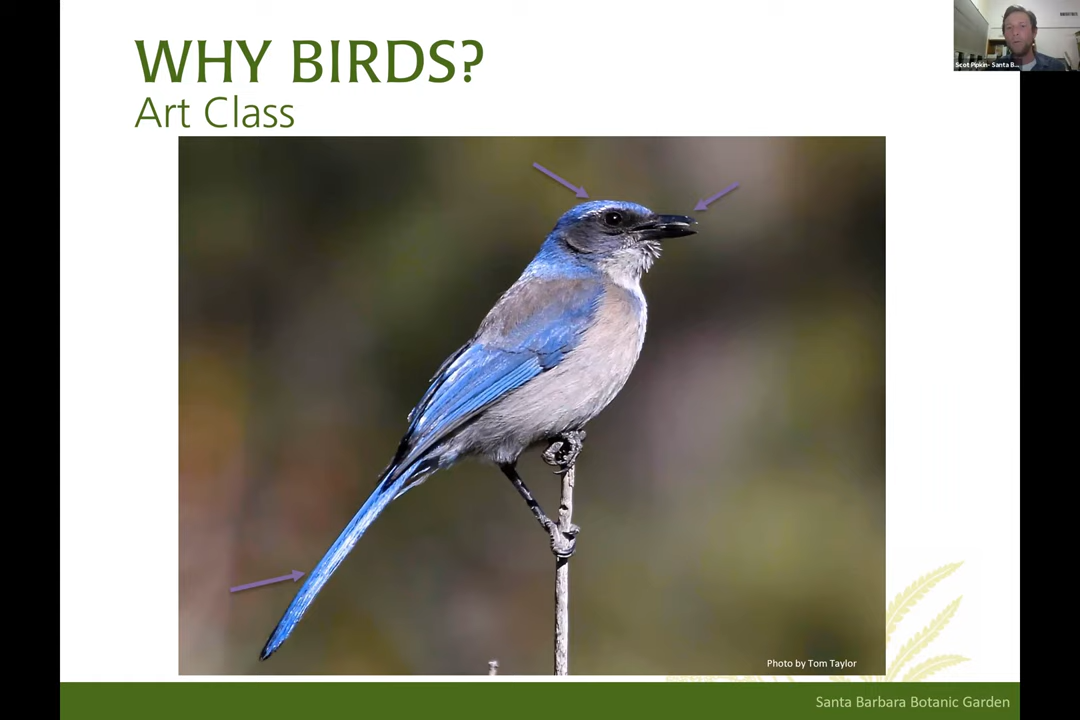 WHY BIRDS?
Art Class
Scot Pipkin- Santa B...
Photo by Tom Taylor
Santa Barbara Botanic Garden